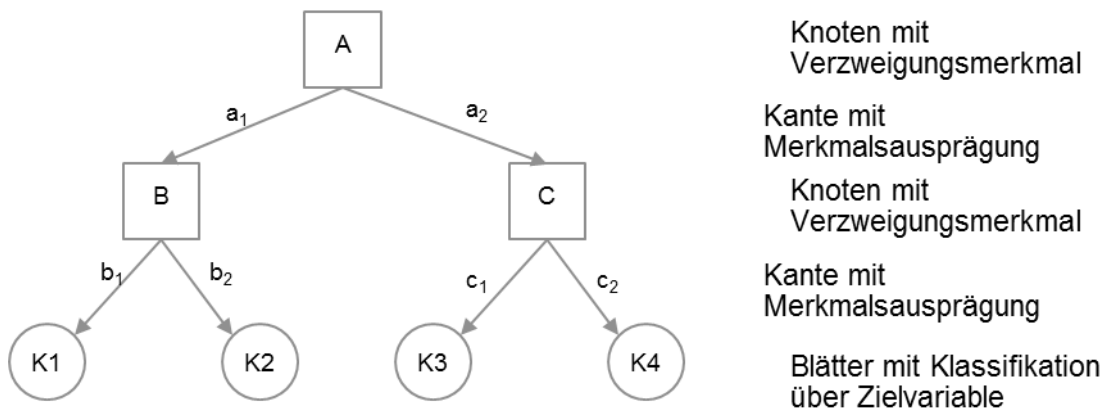 A
Knoten mit
Verzweigungsmerkmal
a₁
a₂
Kante mit
Merkmalsausprägung
B
C
Knoten mit
Verzweigungsmerkmal
b₁
b₂
c₁
c₂
Kante mit
Merkmalsausprägung
K1
K2
K3
K4
Blätter mit Klassifikation
über Zielvariable